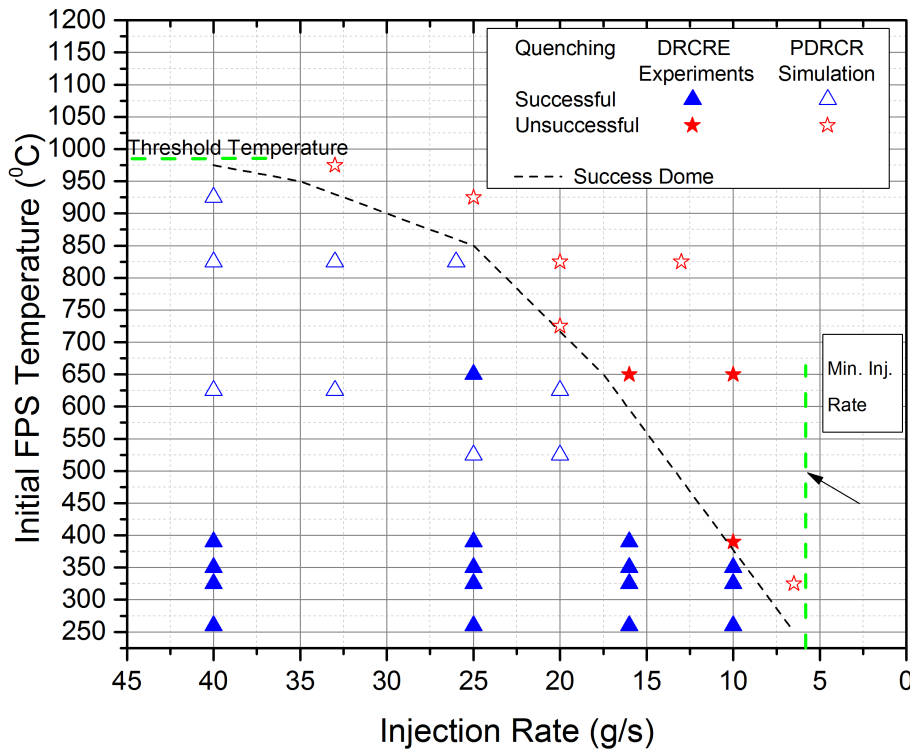 1200
1150
1100
1050
1000
950
900
850
800
750
700
650
600
550
500
450
400
350
300
250
Initial FPS Temperature (⁰C)
Quenching DRCRE PDRCR
Experiments Simulation
Successful
Unsuccessful
Success Dome
Threshold Temperature
Min. Inj.
Rate
45 40 35 30 25 20 15 10 5 0
Injection Rate (g/s)